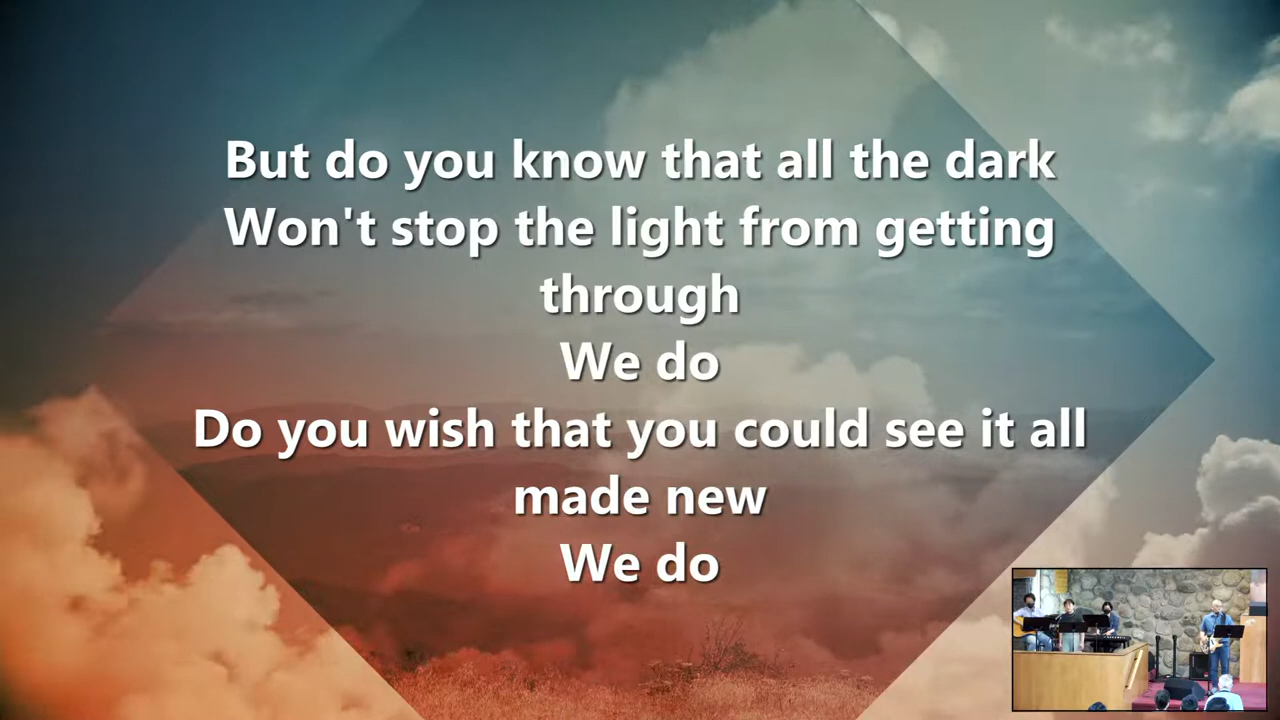 But do you know that all the dark
Won't stop the light from getting
through
We do
Do you wish that you could see it all
made new
We do